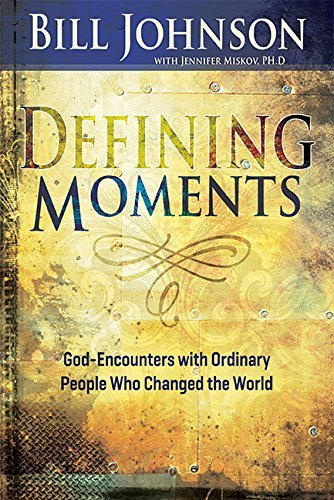 BILL JOHNSON
WITH JENNIFER MISKOV, PH.D
DEFINING
MOMENTS
God-Encounters with Ordinary
People Who Changed the World